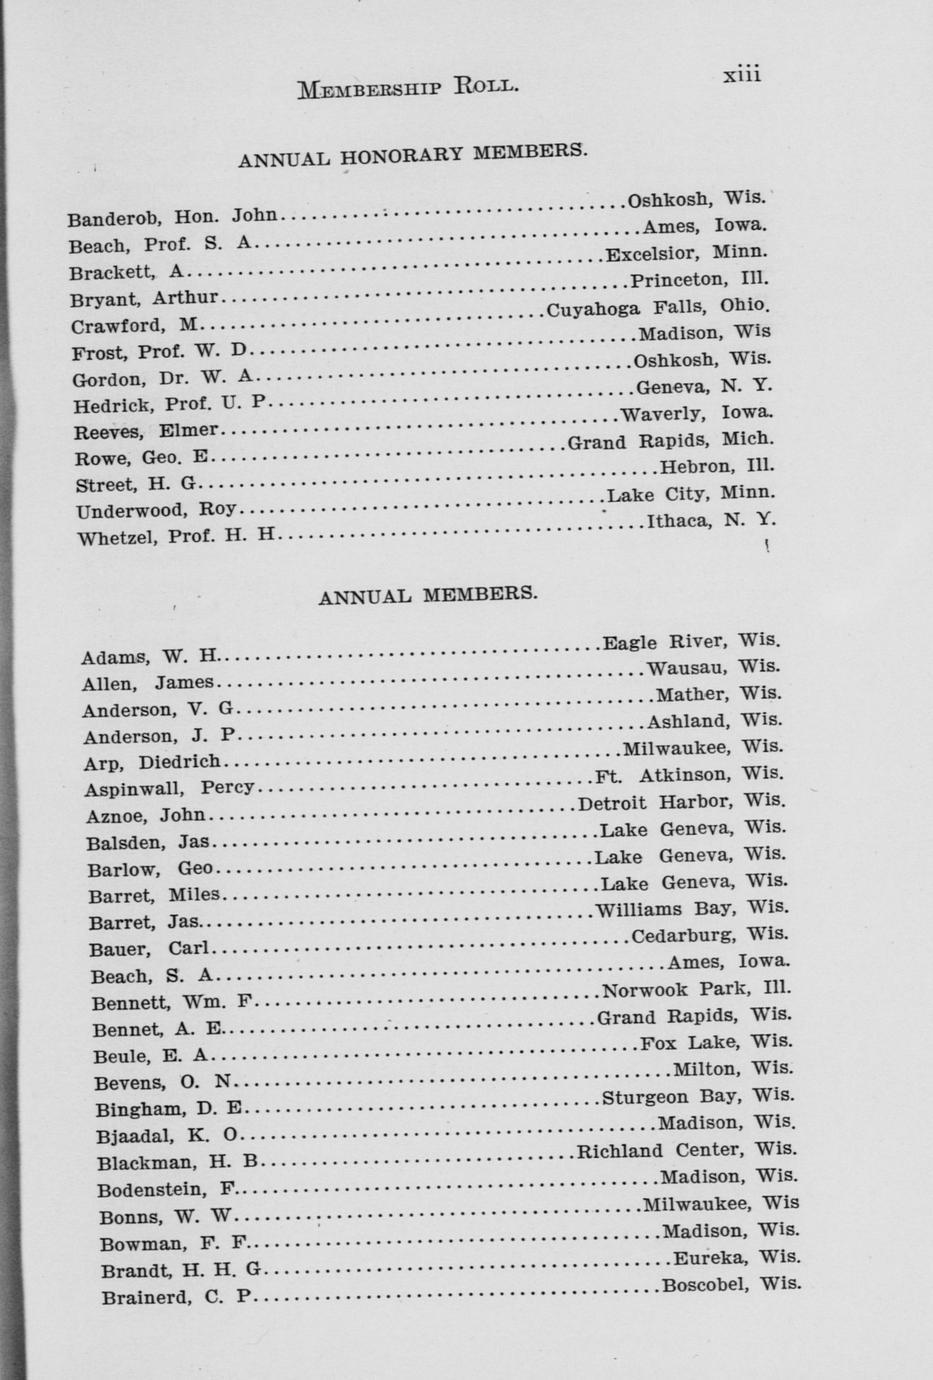 MEMBERSHIP ROLL. xiii
ANNUAL HONORARY MEMBERS.
Banderob, Hon. John..................................Oshkosh, Wis.
Beach, Prof. S. A......................................Ames, Iowa.
Brackett, A.........................................Excelsior, Minn.
Bryant, Arthur........................................Princeton, Ill.
Crawford, M..................................Cuyahoga Falls, Ohio.
Frost, Prof. W. D......................................Madison, Wis
Gordon, Dr. W. A.....................................Oshkosh, Wis.
Hedrick, Prof. U. P....................................Geneva, N. Y.
Reeves, Elmer.......................................Waverly, Iowa.
Rowe, Geo. E...................................Grand Rapids, Mich.
Street, H. G.............................................Hebron, Ill.
Underwood, Roy....................................Lake City, Minn.
Whetzel, Prof. H. H....................................Ithaca, N. Y.
ANNUAL MEMBERS.
Adams, W. H......................................Eagle River, Wis.
Allen, James..........................................Wausau, Wis.
Anderson, V. G.........................................Mather, Wis.
Anderson, J. P........................................Ashland, Wis.
Arp, Diedrich.......................................Milwaukee, Wis.
Aspinwall, Percy.................................Ft. Atkinson, Wis.
Aznoe, John....................................Detroit Harbor, Wis.
Balsden, Jas......................................Lake Geneva, Wis.
Barlow, Geo.....................................Lake Geneva, Wis.
Barret, Miles.....................................Lake Geneva, Wis.
Barret, Jas......................................Williams Bay, Wis.
Bauer, Carl.........................................Cedarburg, Wis.
Beach, S. A............................................Ames, Iowa.
Bennett, Wm. F..................................Norwook Park, Ill.
Bennet, A. E....................................Grand Rapids, Wis.
Beule, E. A..........................................Fox Lake, Wis.
Bevens, O. N...........................................Milton, Wis.
Bingham, D. E...................................Sturgeon Bay, Wis.
Bjaadal, K. O.........................................Madison, Wis.
Blackman, H. B...............................Richland Center, Wis.
Bodenstein, F.........................................Madison, Wis.
Bonns, W. W........................................Milwaukee, Wis
Bowman, F. F.........................................Madison, Wis.
Brandt, H. H. G........................................Eureka, Wis.
Brainerd, C. P........................................Boscobel, Wis.